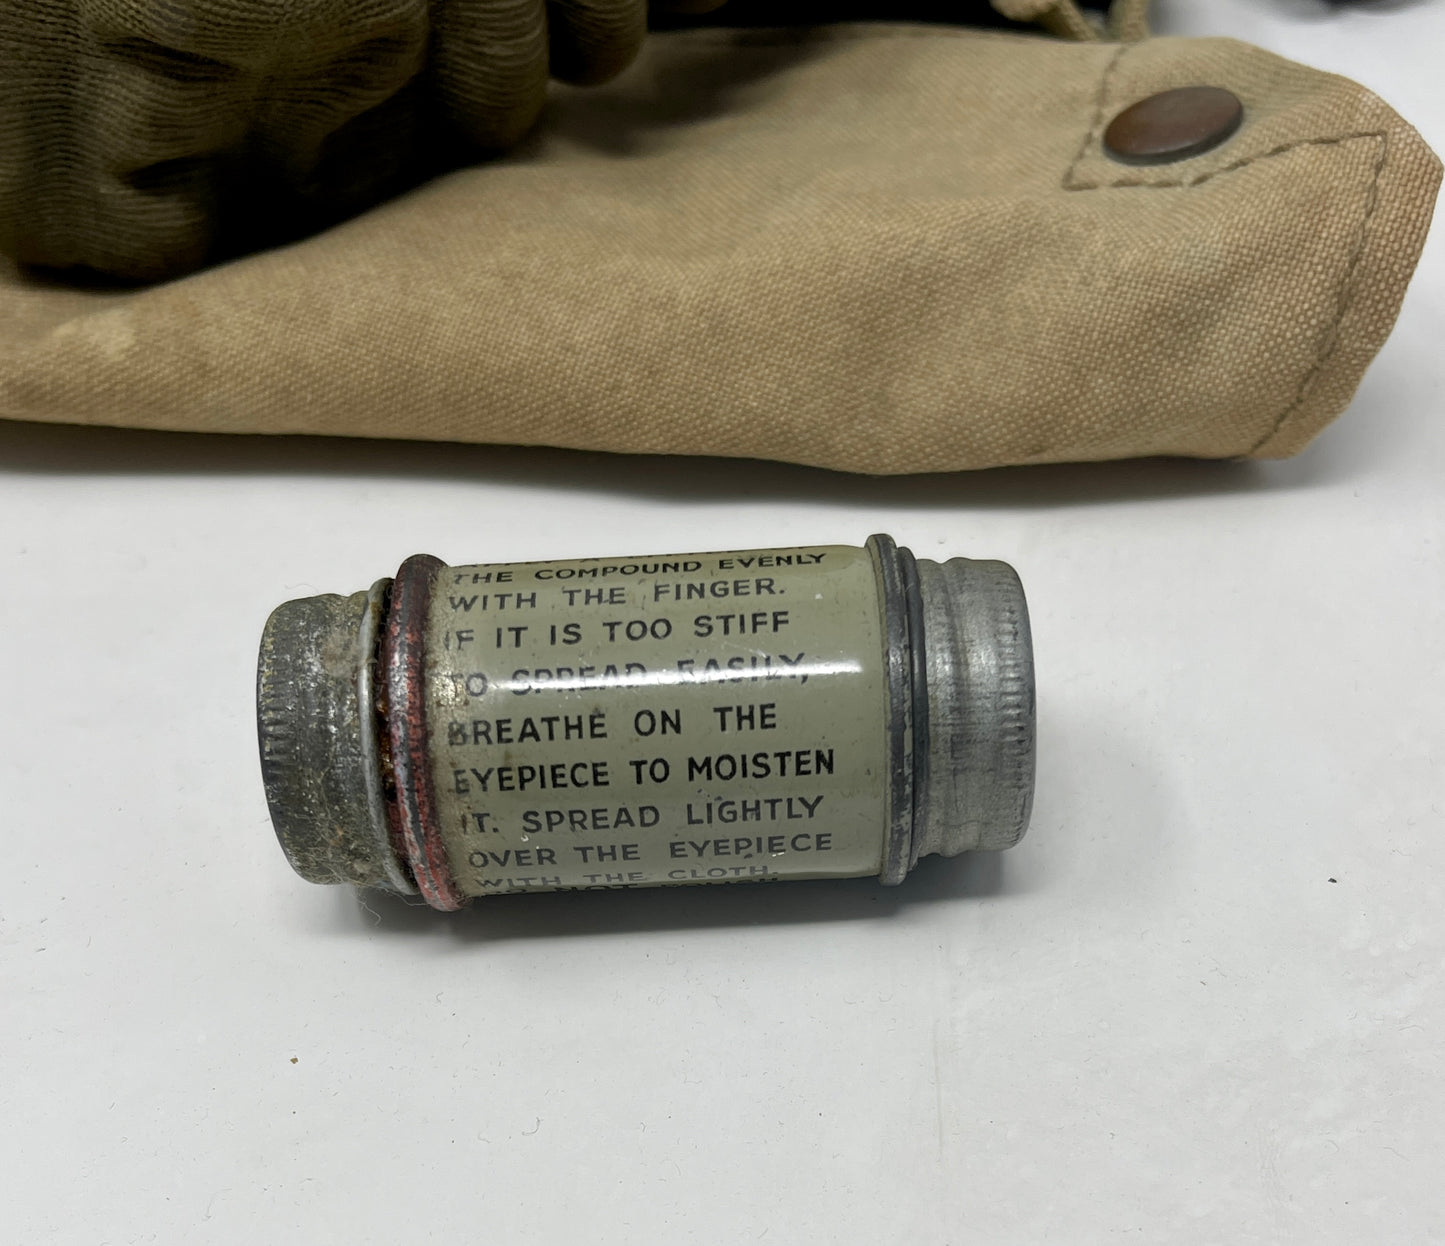 THE COMPOUND EVENLY
WITH THE FINGER.
IF IT IS TOO STIFF
TO SPREAD EASILY,
BREATHE ON THE
EYEPIECE TO MOISTEN
IT. SPREAD LIGHTLY
OVER THE EYEPIECE
WITH THE CLOTH.